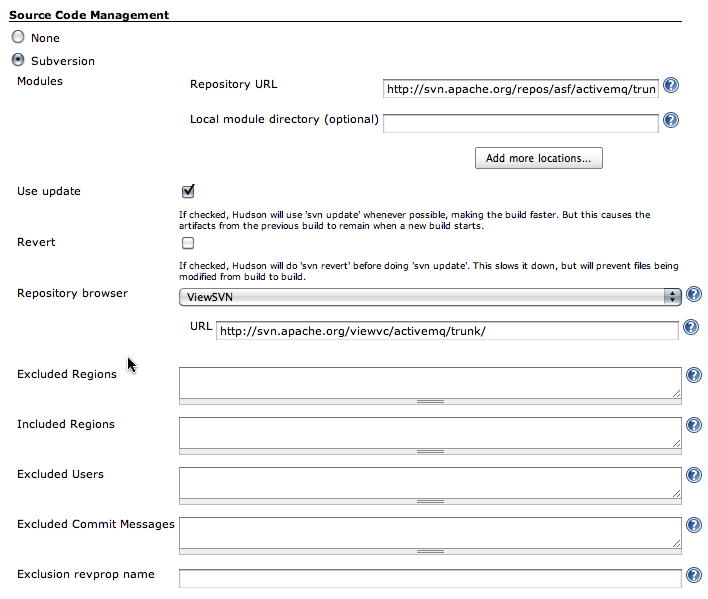 Source Code Management
None
Subversion
Modules
Repository URL
http://svn.apache.org/repos/asf/activemq/trun
Local module directory (optional)
Add more locations...
Use update
If checked, Hudson will use 'svn update' whenever possible, making the build faster. But this causes the
artifacts from the previous build to remain when a new build starts.
Revert
If checked, Hudson will do 'svn revert' before doing 'svn update'. This slows it down, but will prevent files being
modified from build to build.
Repository browser
ViewSVN
URL
http://svn.apache.org/viewvc/activemq/trunk/
Excluded Regions
Included Regions
Excluded Users
Excluded Commit Messages
Exclusion revprop name